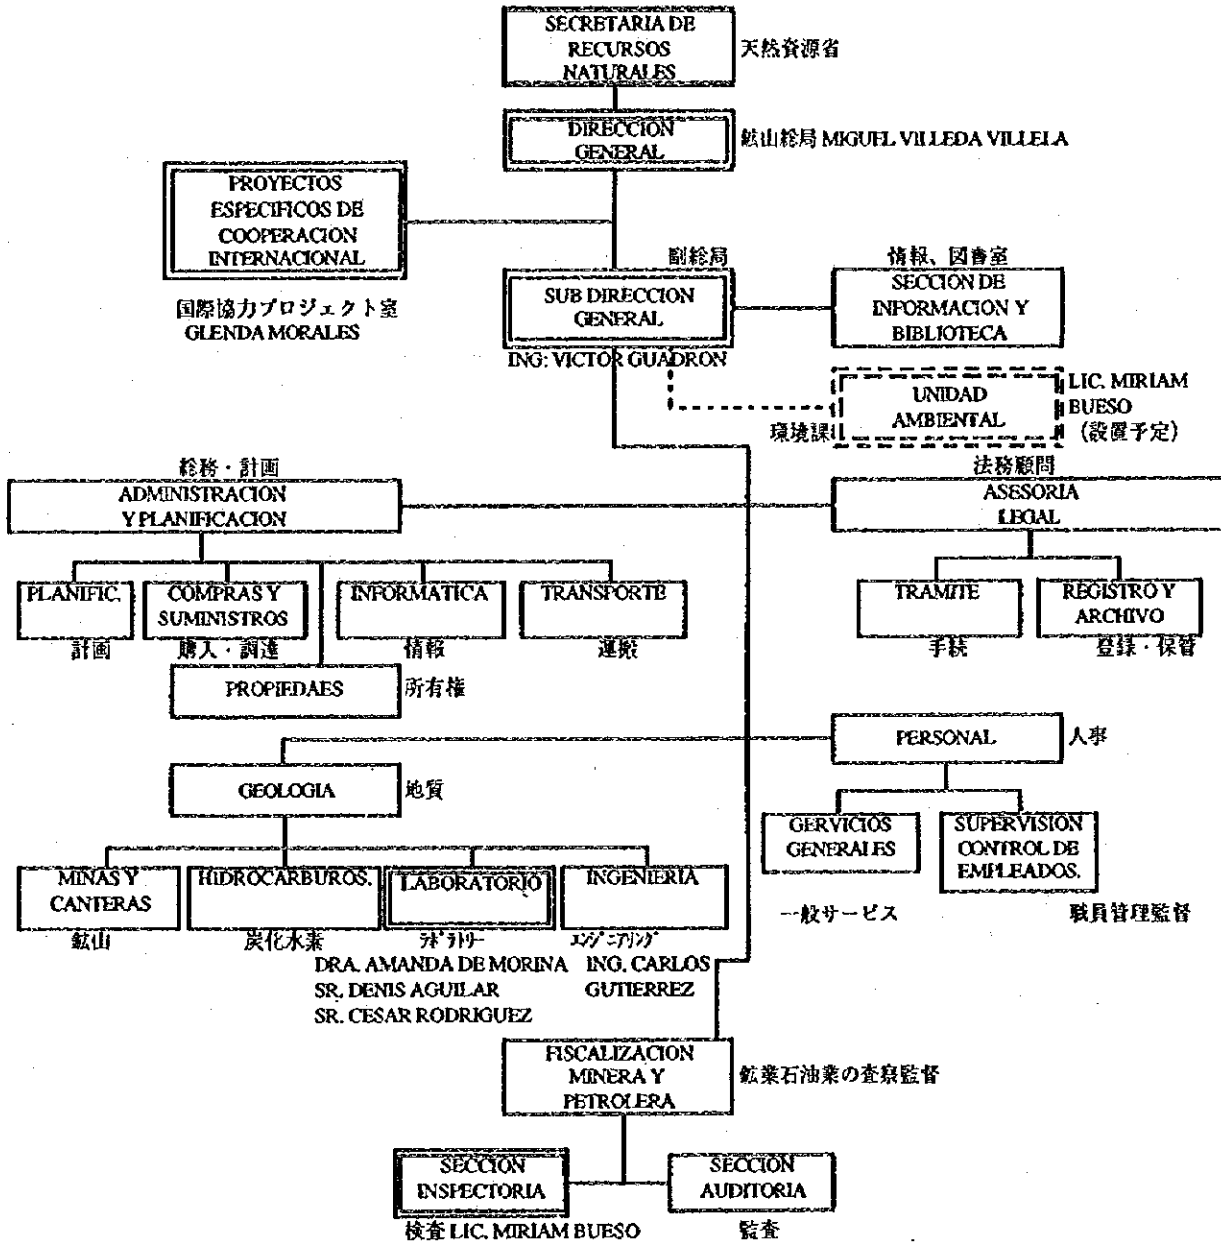 SECRETARIA DE
RECURSOS
NATURALES
天然資源省
DIRECCION
GENERAL
鉱山総局 MIGUEL VILLEDA VILLELA
PROYECTOS
ESPECIFICOS DE
COOPERACION
INTERNACIONAL
国際協力プロジェクト室
GLENDA MORALES
副総局
SUB DIRECCION
GENERAL
ING: VICTOR GUADRON
情報、図書室
SECCION DE
INFORMACION Y
BIBLIOTECA
UNIDAD
AMBIENTAL
環境課
LIC. MIRIAM
BUESO
(設置予定)
総務・計画
ADMINISTRACION
Y PLANIFICACION
法務顧問
ASESORIA
LEGAL
PLANIFIC.
計画
COMPRAS Y
SUMINISTROS
購入・調達
INFORMATICA
情報
TRANSPORTE
運搬
TRAMITE
手続
REGISTRO Y
ARCHIVO
登録・保管
PROPIEDAES
所有権
PERSONAL
人事
GEOLOGIA
地質
GERVICIOS
GENERALES
一般サービス
SUPERVISION
CONTROL DE
EMPLEADOS.
職員管理監督
MINAS Y
CANTERAS
鉱山
HIDROCARBUROS.
炭化水素
LABORATORIO
ラボラトリー
DRA. AMANDA DE MORINA
SR. DENIS AGUILAR
SR. CESAR RODRIGUEZ
INGENIERIA
エンジニアリング
ING. CARLOS
GUTIERREZ
FISCALIZACION
MINERA Y
PETROLERA
鉱業石油業の査察監督
SECCION
INSPECTORIA
検査 LIC. MIRIAM BUESO
SECCION
AUDITORIA
監査